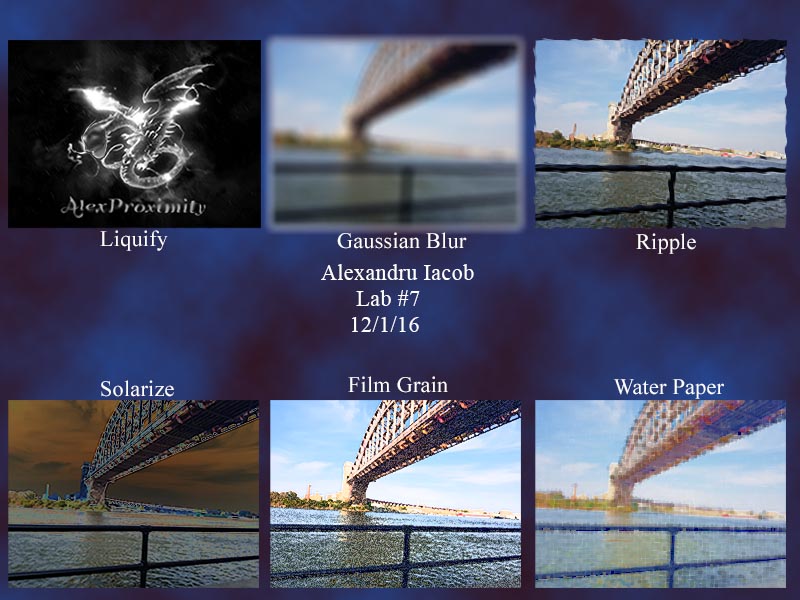 AlexProximity
Liquify
Gaussian Blur
Ripple
Alexandru Iacob
Lab #7
12/1/16
Solarize
Film Grain
Water Paper